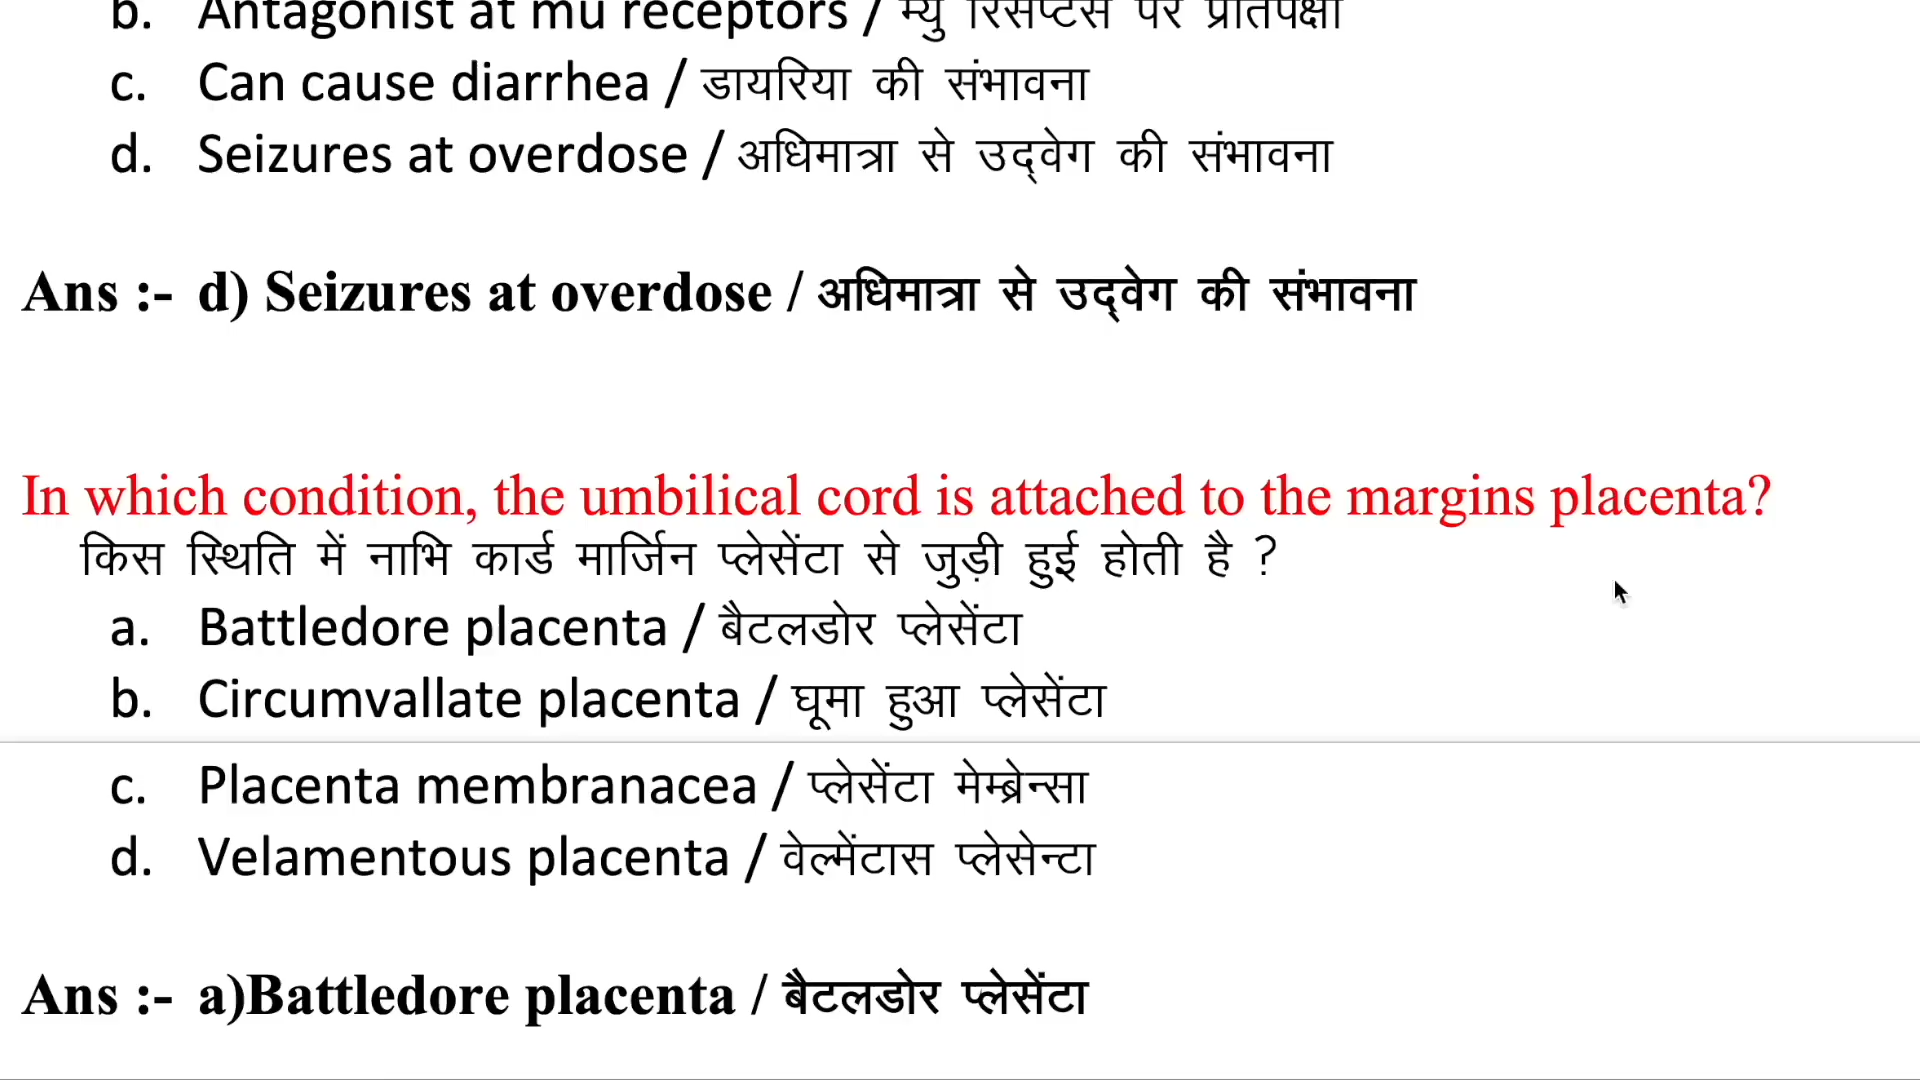 b. Antagonist at mu receptors / म्यु रिसेप्टर्स पर प्रतिपक्षी
c. Can cause diarrhea / डायरिया की संभावना
d. Seizures at overdose / अधिमात्रा से उद्वेग की संभावना
Ans :- d) Seizures at overdose / अधिमात्रा से उद्वेग की संभावना
In which condition, the umbilical cord is attached to the margins placenta?
किस स्थिति में नाभि कार्ड मार्जिन प्लेसेंटा से जुड़ी हुई होती है ?
a. Battledore placenta / बैटलडोर प्लेसेंटा
b. Circumvallate placenta / घूमा हुआ प्लेसेंटा
c. Placenta membranacea / प्लेसेंटा मेम्ब्रेन्सा
d. Velamentous placenta / वेल्मेंटास प्लेसेन्टा
Ans :- a)Battledore placenta / बैटलडोर प्लेसेंटा